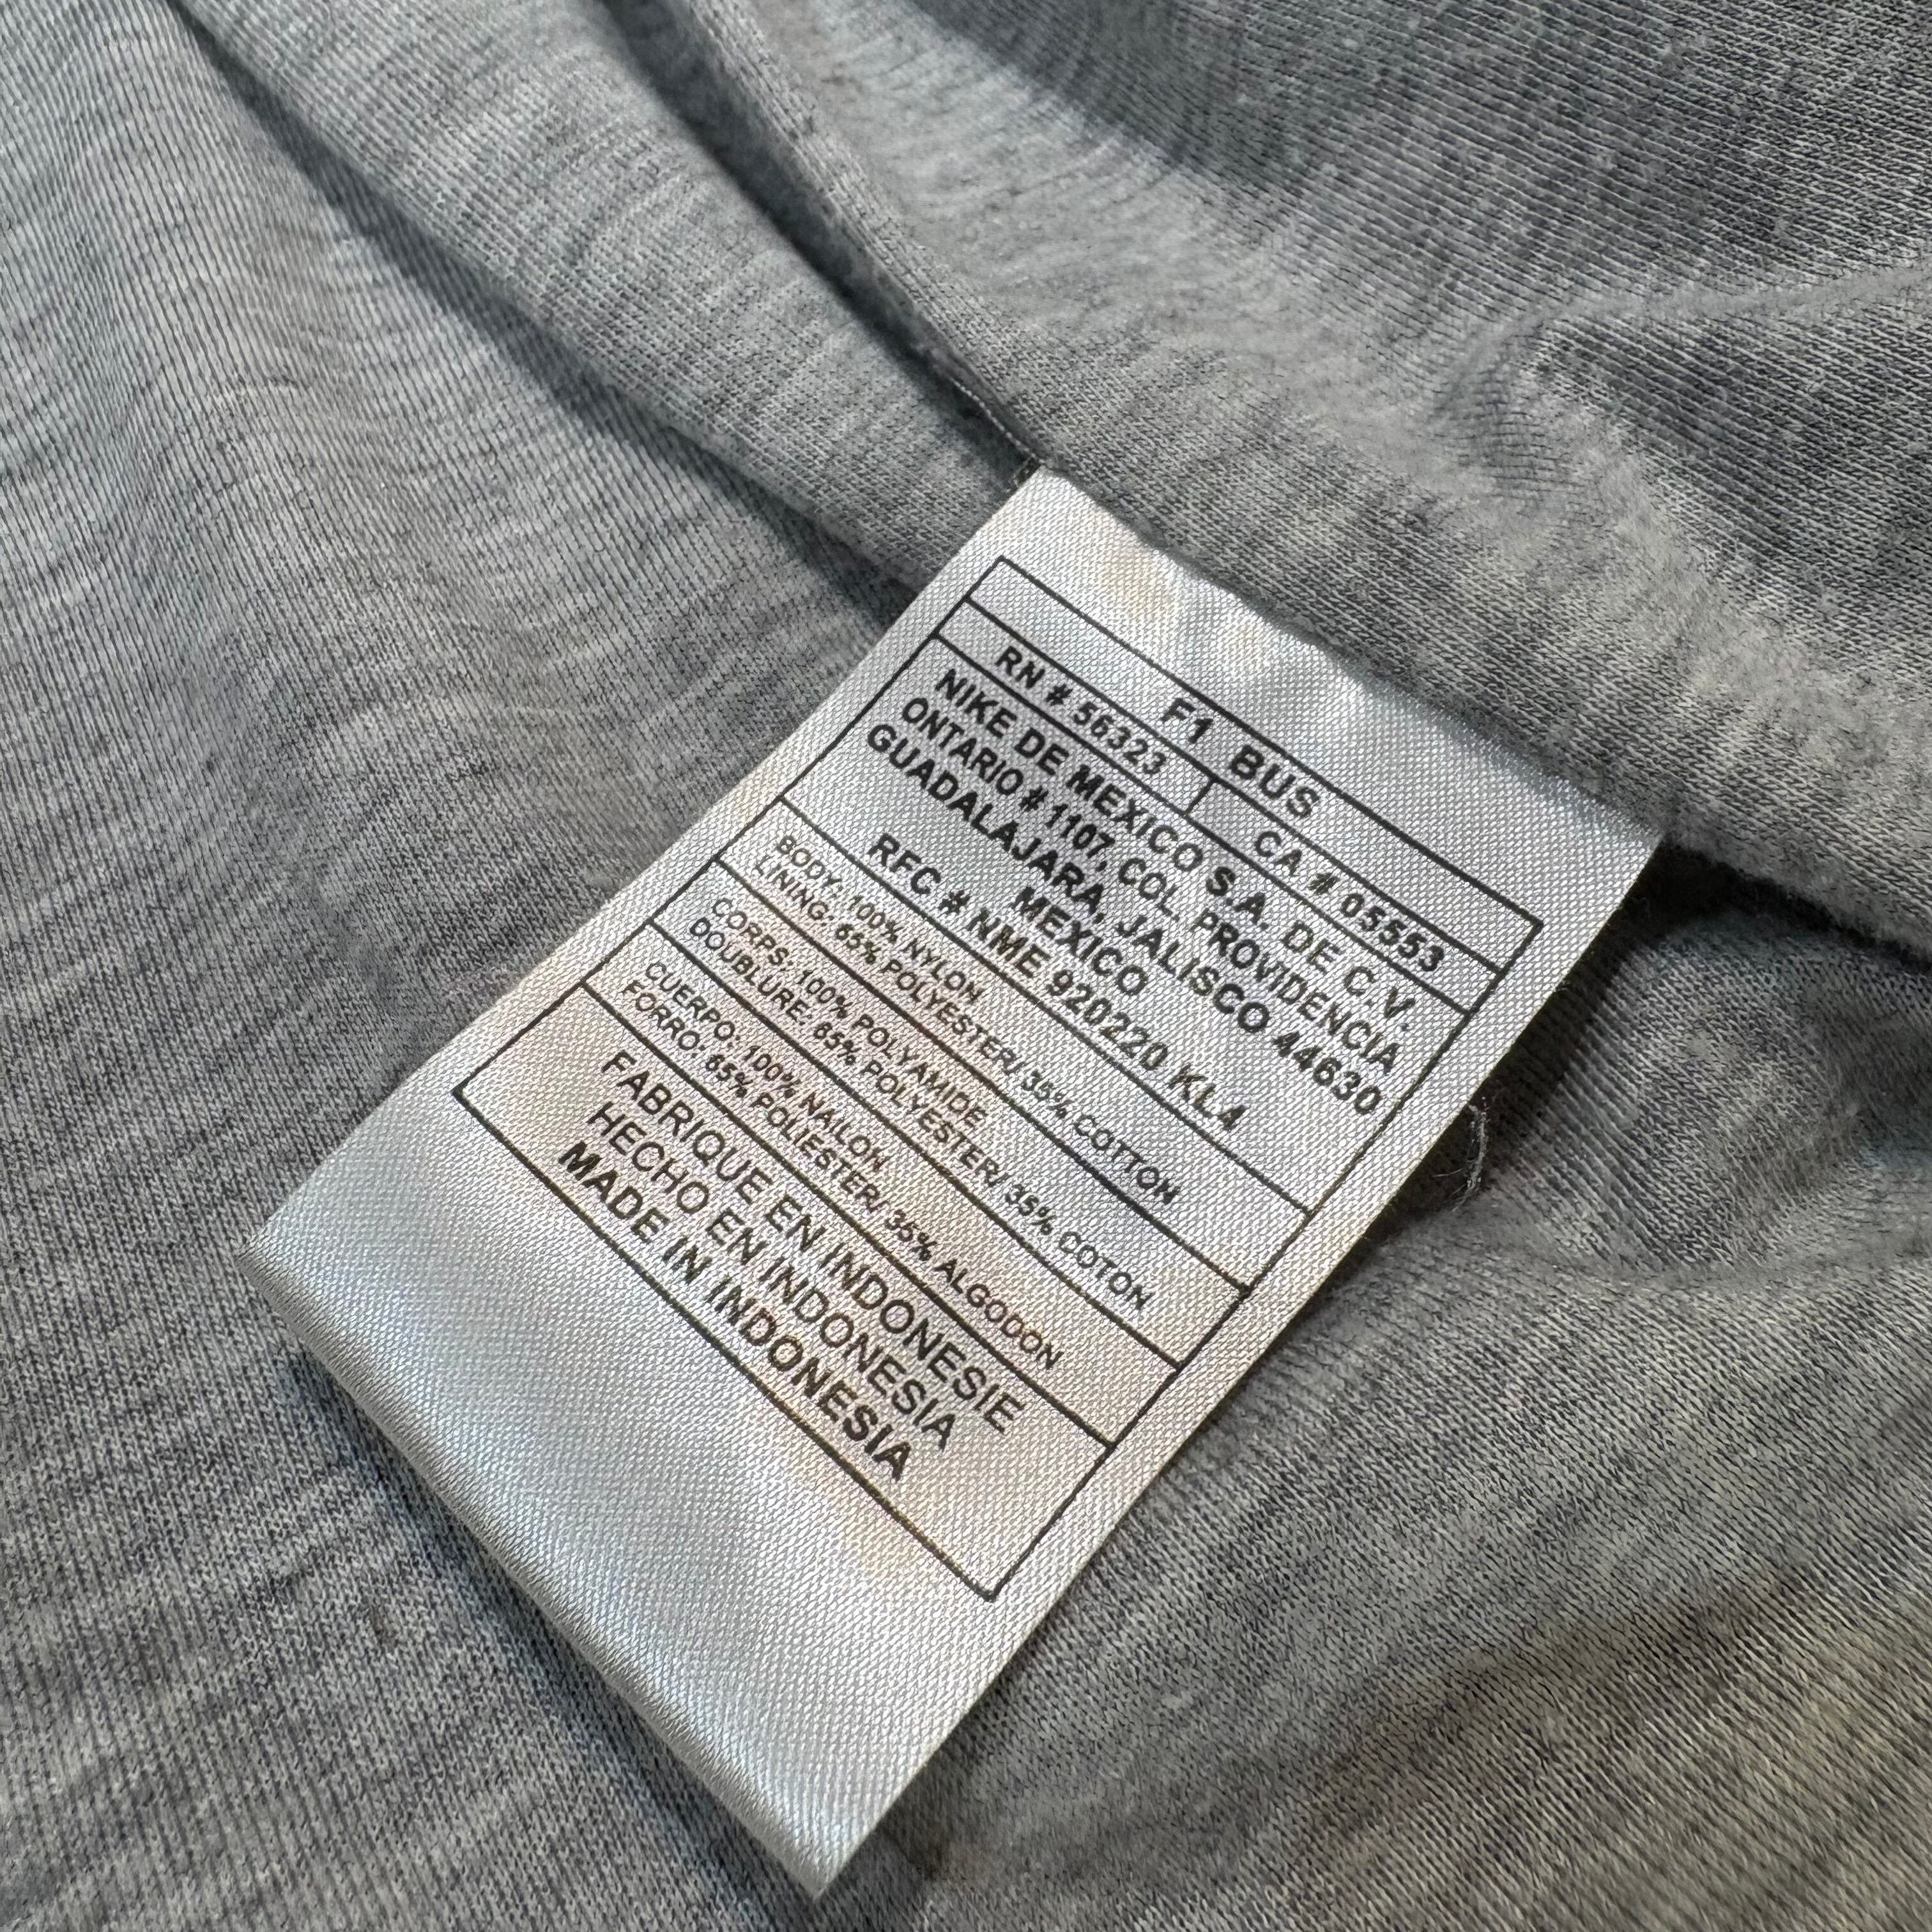 F1 BUS
RN # 56323 CA # 05553
NIKE DE MEXICO S.A. DE C.V.
ONTARIO # 1107, COL. PROVIDENCIA
GUADALAJARA, JALISCO 44630
MEXICO
RFC # NME 920220 KL4
BODY: 100% NYLON
LINING: 65% POLYESTER/ 35% COTTON
CORPS: 100% POLYAMIDE
DOUBLURE: 65% POLYESTER/ 35% COTON
CUERPO: 100% NAILON
FORRO: 65% POLIESTER/ 35% ALGODON
FABRIQUE EN INDONESIE
HECHO EN INDONESIA
MADE IN INDONESIA